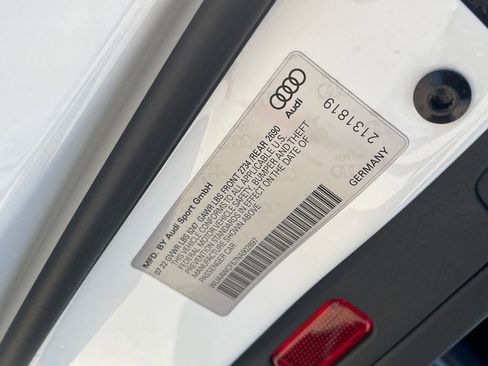 Audi
2131819
MFD. BY Audi Sport GmbH
GERMANY
07.22 GVWR LBS 5207 GAWR LBS FRONT 2734 /REAR 2690
THIS VEHICLE CONFORMS TO ALL APPLICABLE U.S.
FEDERAL MOTOR VEHICLE SAFETY, BUMPER AND THEFT
PREVENTION STANDARDS IN EFFECT ON THE DATE OF
MANUFACTURE SHOWN ABOVE
PASSENGER CAR